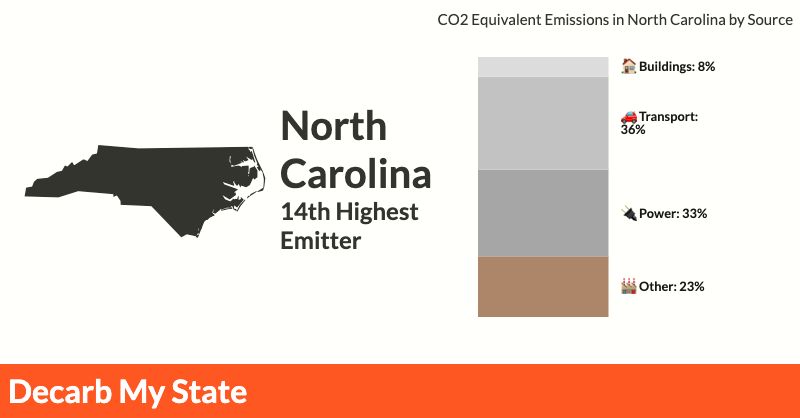 CO2 Equivalent Emissions in North Carolina by Source
North
Carolina
14th Highest
Emitter
Buildings: 8%
Transport:
36%
Power: 33%
Other: 23%
Decarb My State